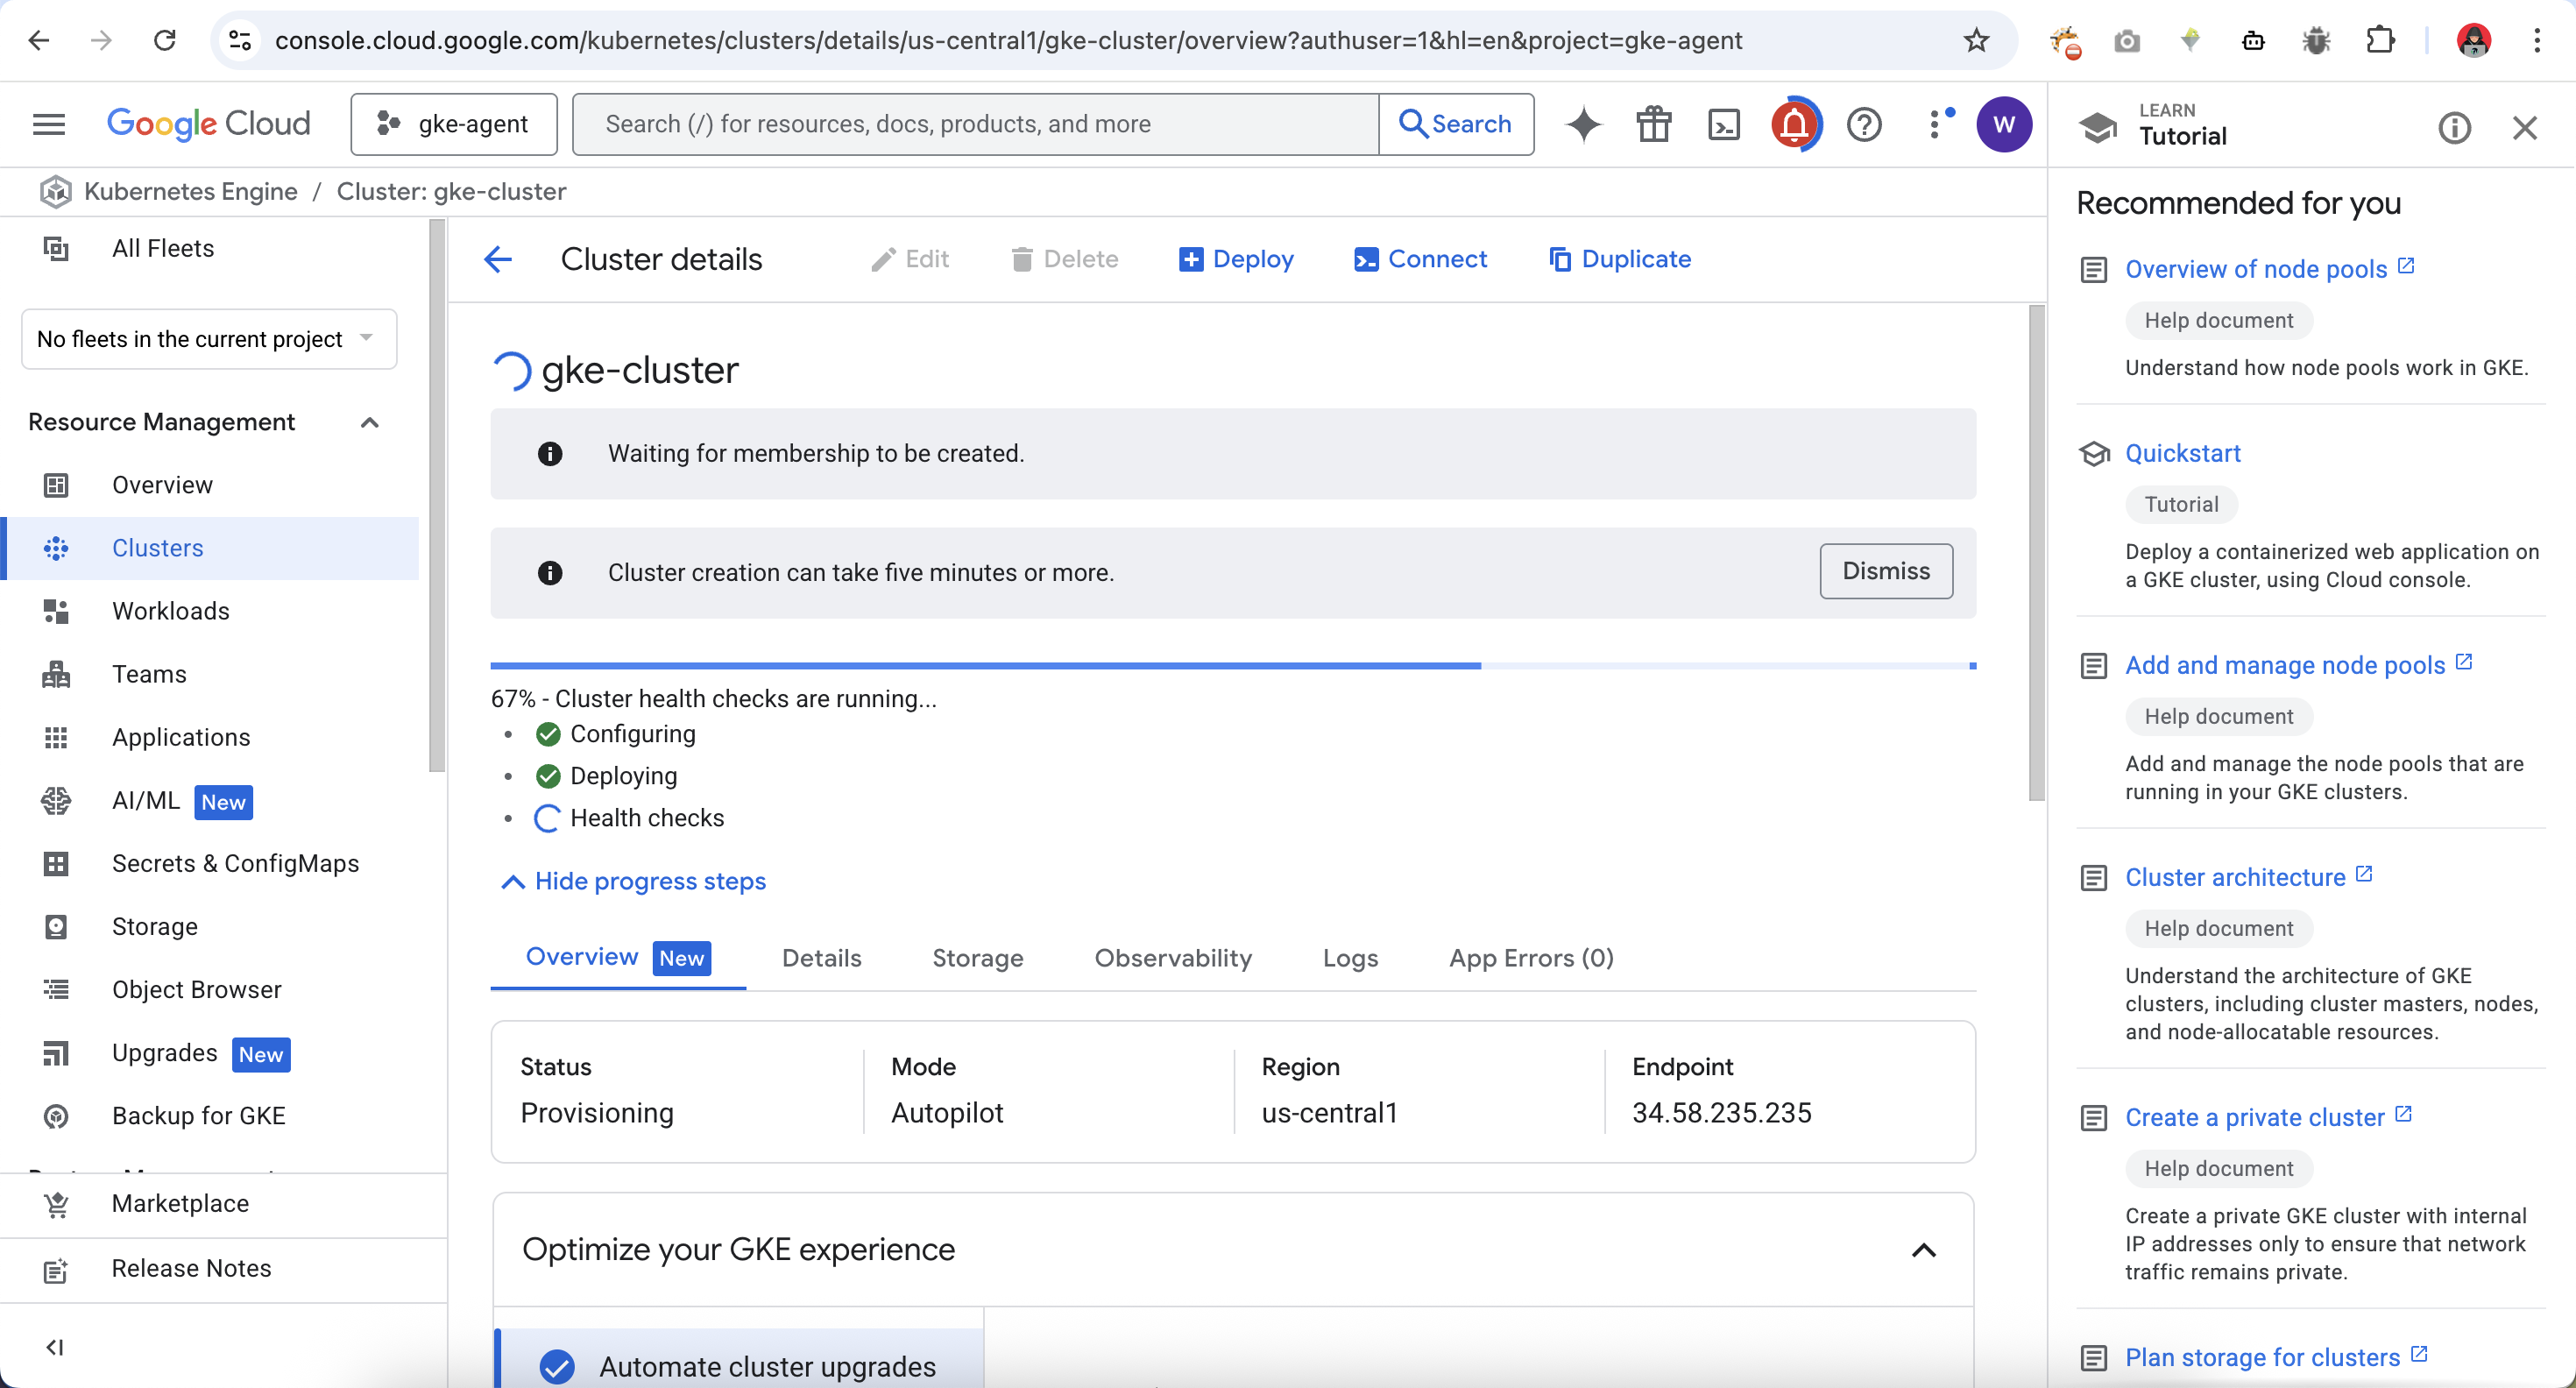 console.cloud.google.com/kubernetes/clusters/details/us-central1/gke-cluster/overview?authuser=1&hl=en&project=gke-agent
Google Cloud
gke-agent
Search (/) for resources, docs, products, and more
Search
W
LEARN
Tutorial
Kubernetes Engine / Cluster: gke-cluster
All Fleets
No fleets in the current project
Resource Management
Overview
Clusters
Workloads
Teams
Applications
AI/ML New
Secrets & ConfigMaps
Storage
Object Browser
Upgrades New
Backup for GKE
Marketplace
Release Notes
Cluster details
Edit
Delete
Deploy
Connect
Duplicate
gke-cluster
Waiting for membership to be created.
Cluster creation can take five minutes or more.
Dismiss
67% - Cluster health checks are running...
• Configuring
• Deploying
• Health checks
Hide progress steps
Overview New
Details
Storage
Observability
Logs
App Errors (0)
Status
Provisioning
Mode
Autopilot
Region
us-central1
Endpoint
34.58.235.235
Optimize your GKE experience
Automate cluster upgrades
Recommended for you
Overview of node pools
Help document
Understand how node pools work in GKE.
Quickstart
Tutorial
Deploy a containerized web application on
a GKE cluster, using Cloud console.
Add and manage node pools
Help document
Add and manage the node pools that are
running in your GKE clusters.
Cluster architecture
Help document
Understand the architecture of GKE
clusters, including cluster masters, nodes,
and node-allocatable resources.
Create a private cluster
Help document
Create a private GKE cluster with internal
IP addresses only to ensure that network
traffic remains private.
Plan storage for clusters